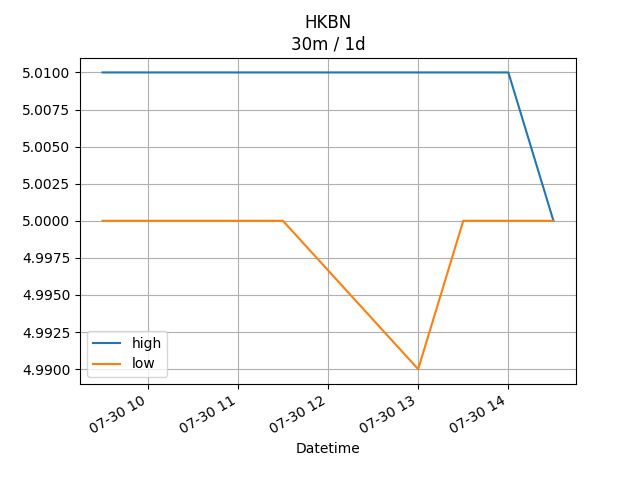 HKBN
30m / 1d
5.0100
5.0075
5.0050
5.0025
5.0000
4.9975
4.9950
4.9925
4.9900
high
low
07-30 10
07-30 11
07-30 12
07-30 13
07-30 14
Datetime